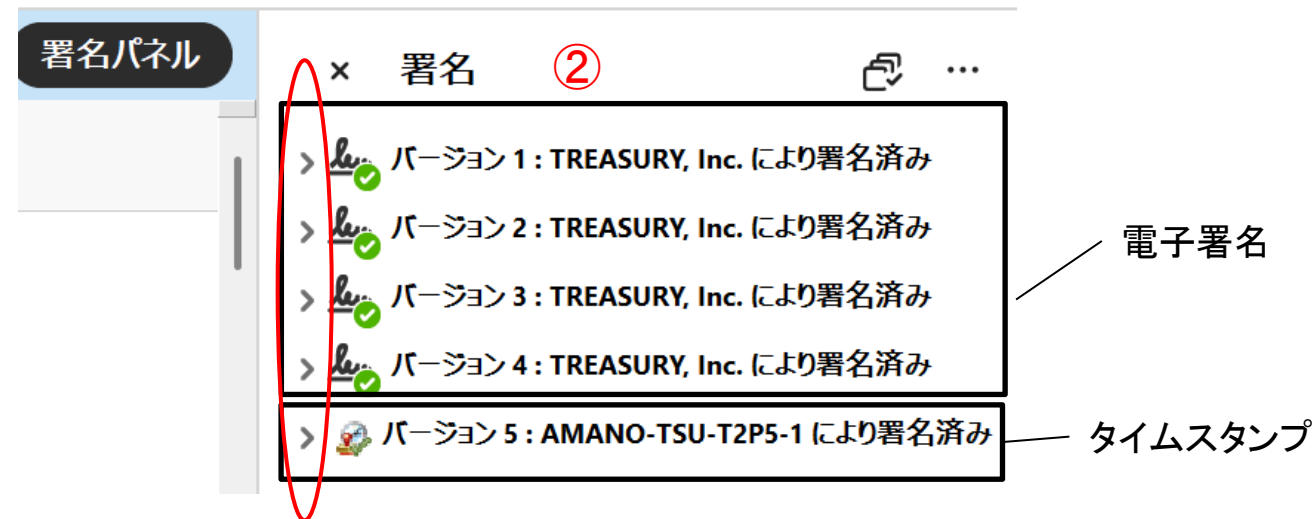 署名パネル
× 署名 ②
バージョン 1 : TREASURY, Inc. により署名済み
バージョン 2 : TREASURY, Inc. により署名済み
電子署名
バージョン 3 : TREASURY, Inc. により署名済み
バージョン 4 : TREASURY, Inc. により署名済み
バージョン 5 : AMANO-TSU-T2P5-1 により署名済み
タイムスタンプ